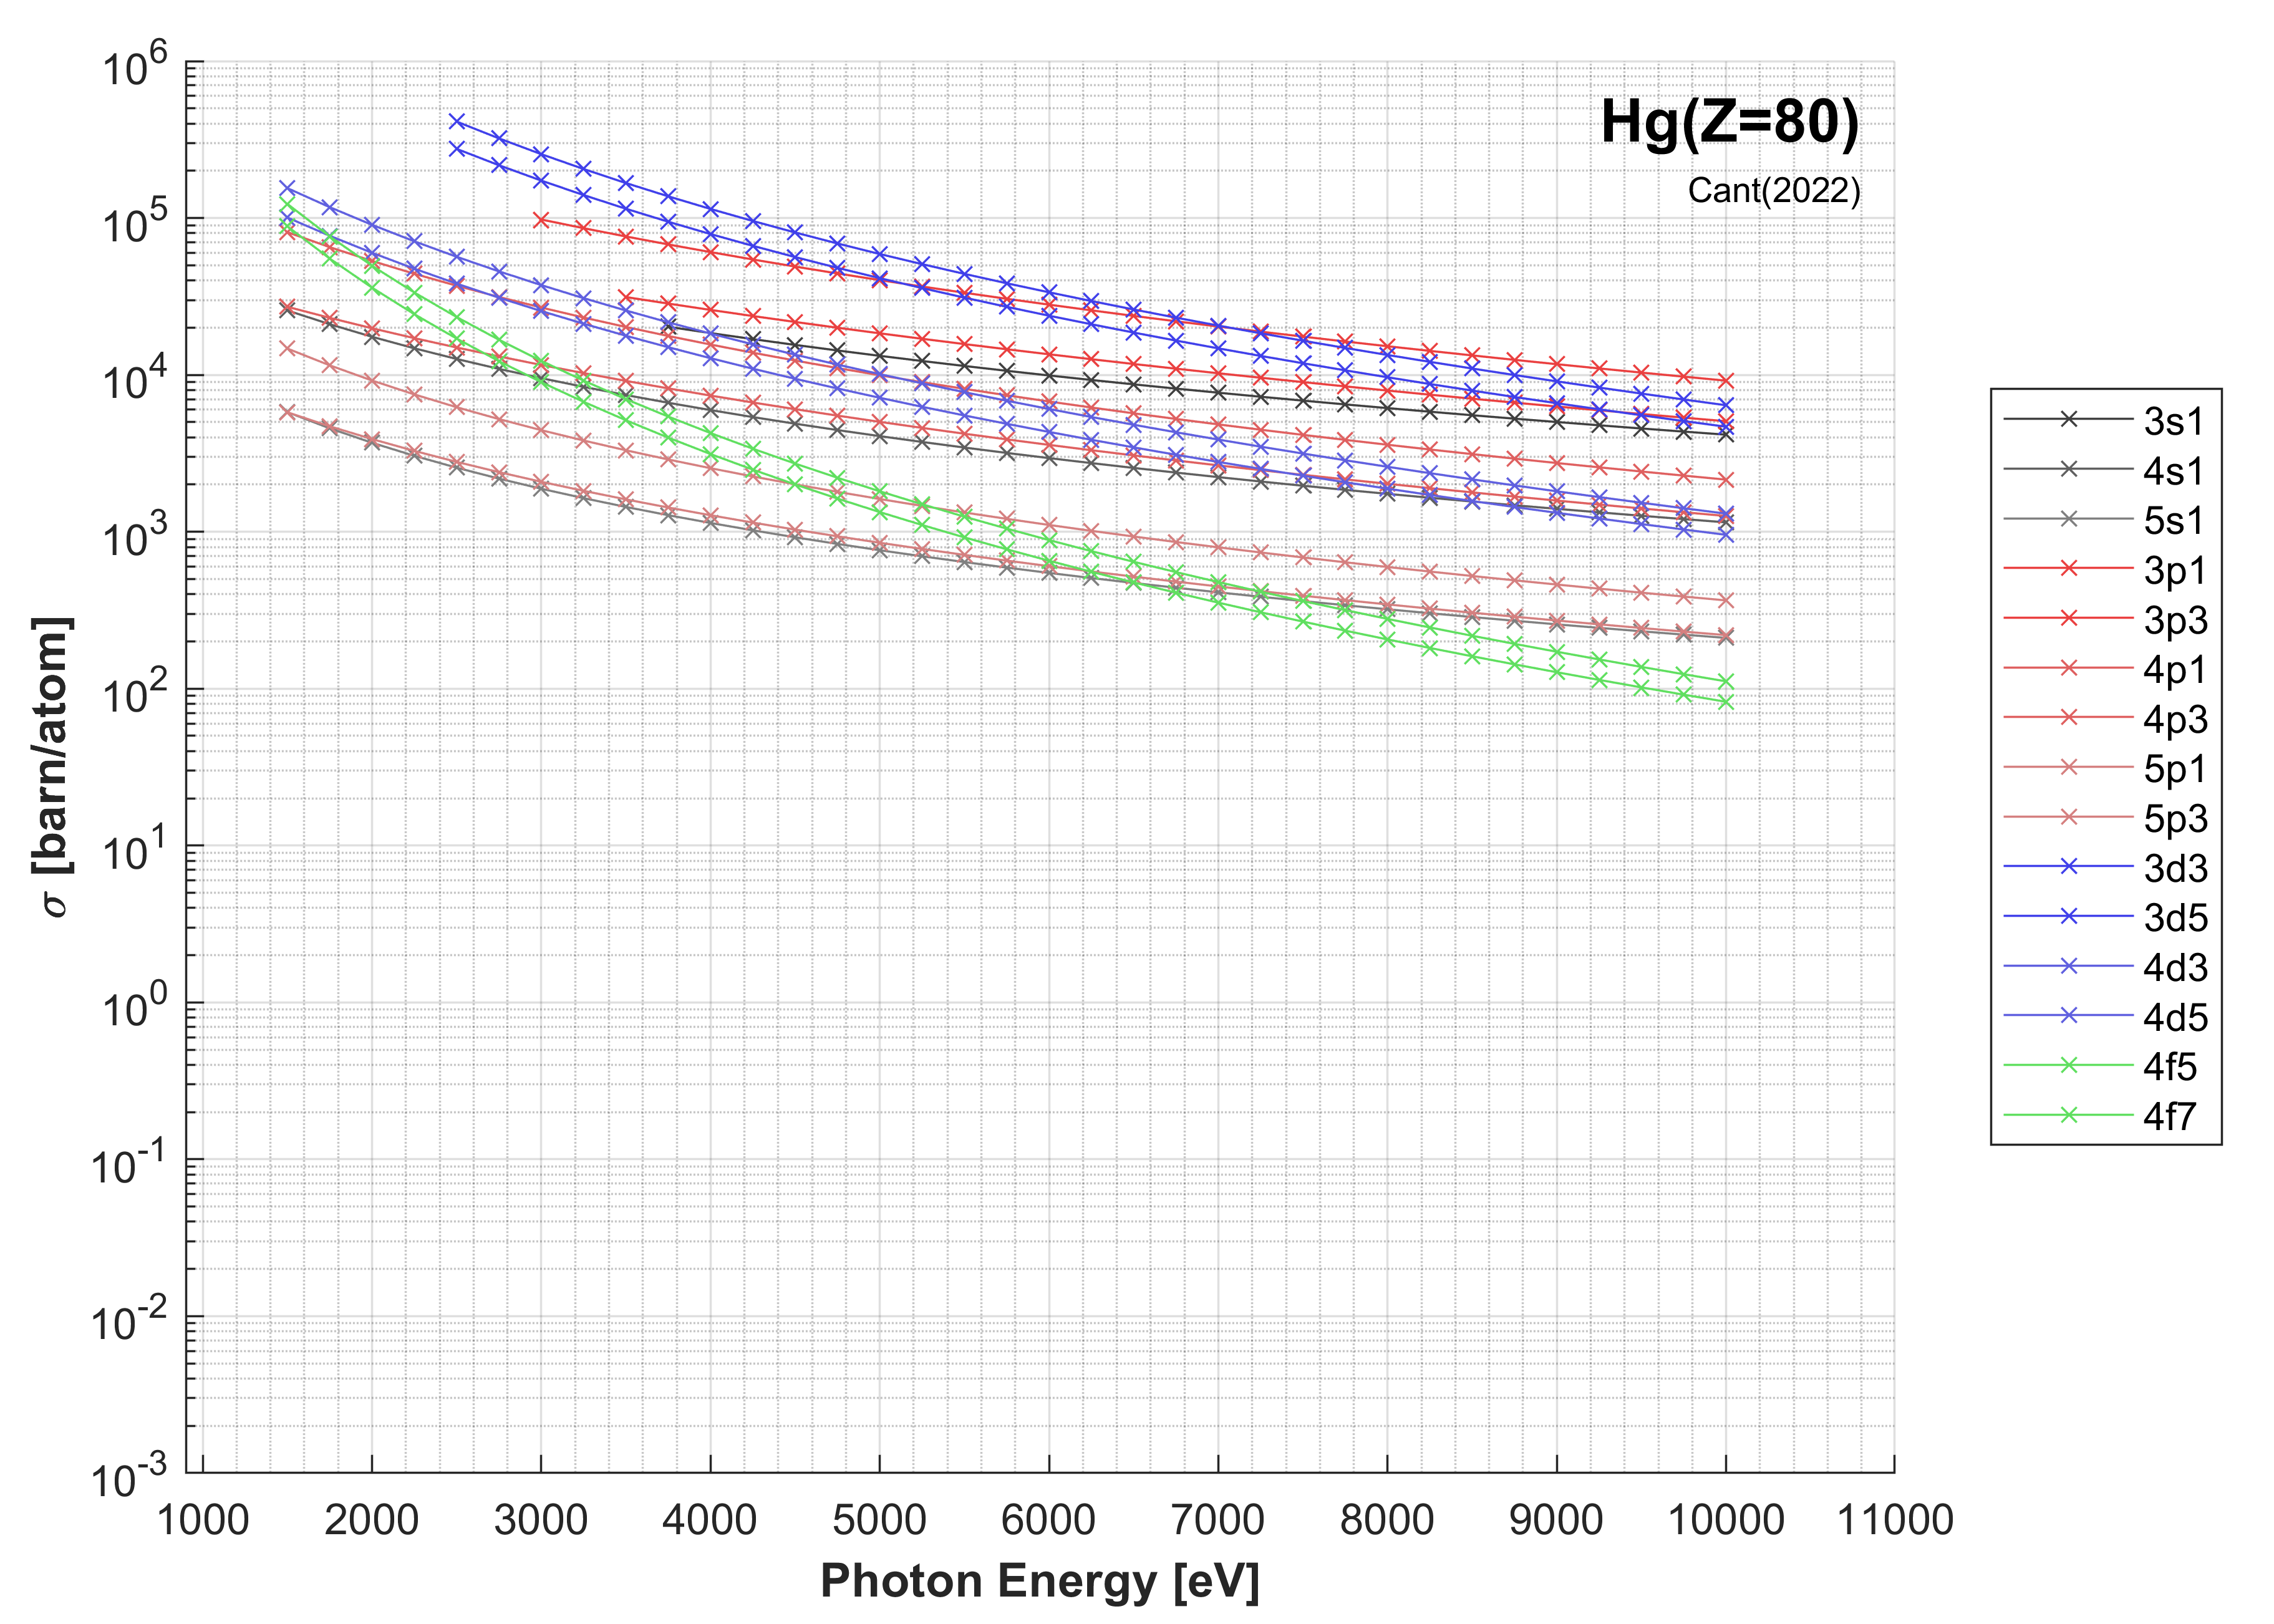 Hg(Z=80)
Cant(2022)
10^6
10^5
10^4
10^3
10^2
10^1
10^0
10^-1
10^-2
10^-3
σ [barn/atom]
1000 2000 3000 4000 5000 6000 7000 8000 9000 10000 11000
Photon Energy [eV]
3s1
4s1
5s1
3p1
3p3
4p1
4p3
5p1
5p3
3d3
3d5
4d3
4d5
4f5
4f7